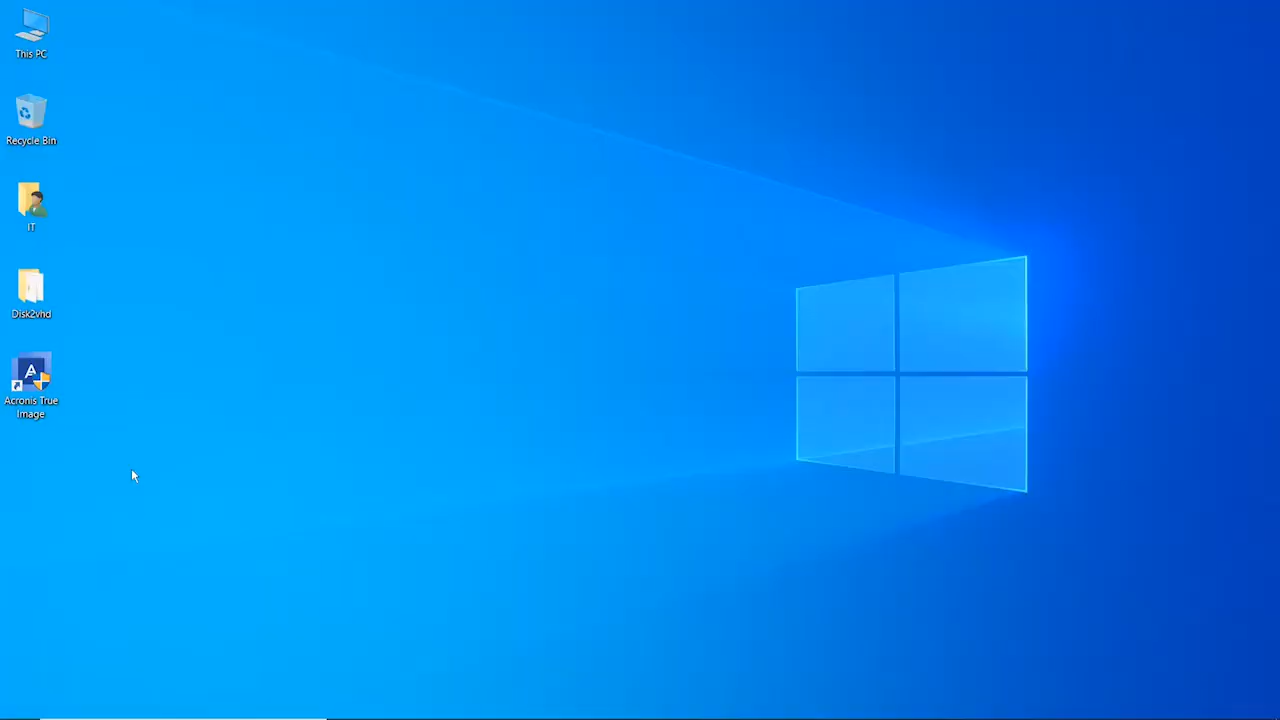 This PC
Recycle Bin
IT
Disk2vhd
Acronis True
Image